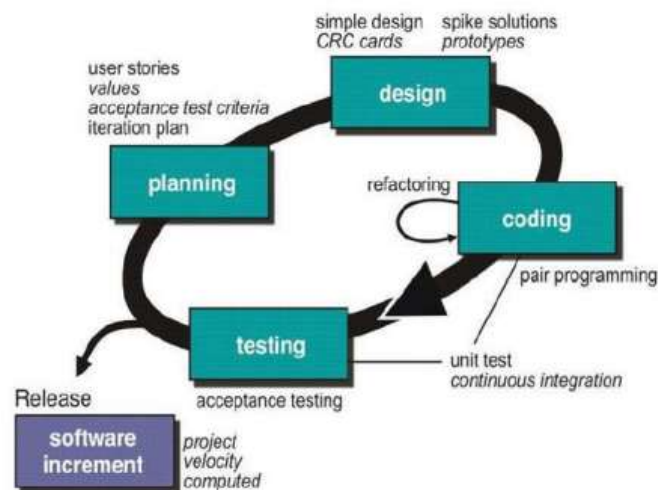 simple design
CRC cards
spike solutions
prototypes
design
user stories
values
acceptance test criteria
iteration plan
planning
refactoring
coding
pair programming
testing
acceptance testing
unit test
continuous integration
Release
software
increment
project
velocity
computed